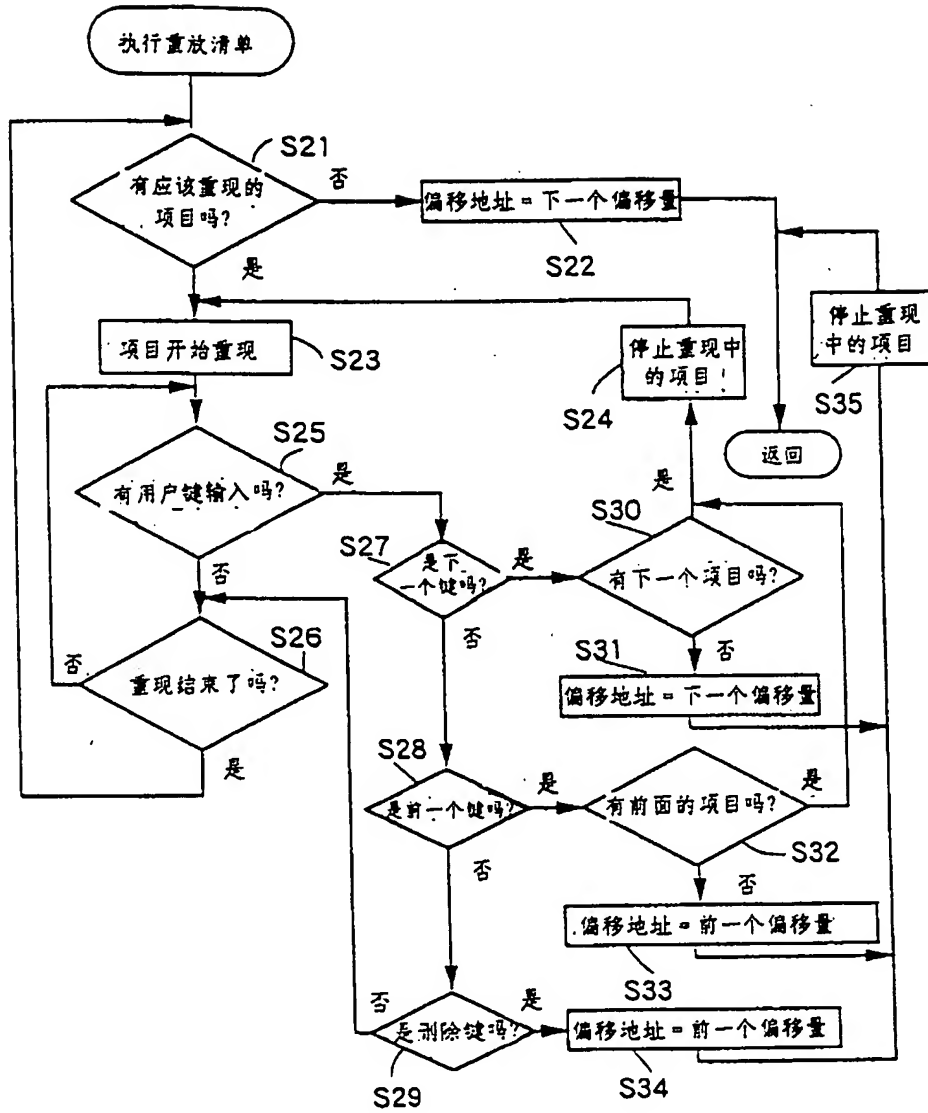 执行重放清单
S21
有应该重现的
项目吗?
否
偏移地址=下一个偏移量
S22
是
项目开始重现
S23
停止重现中
的项目
S24
停止重现
中的项目
S35
返回
S25
有用户键输入吗?
是
否
S27
是下
一个键吗?
是
否
S30
有下一个项目吗?
是
否
S31
偏移地址=下一个偏移量
S26
重现结束了吗?
否
是
S28
是前一个键吗?
是
否
有前面的项目吗?
是
S32
否
偏移地址=前一个偏移量
S33
否
是删除键吗?
是
S29
偏移地址=前一个偏移量
S34